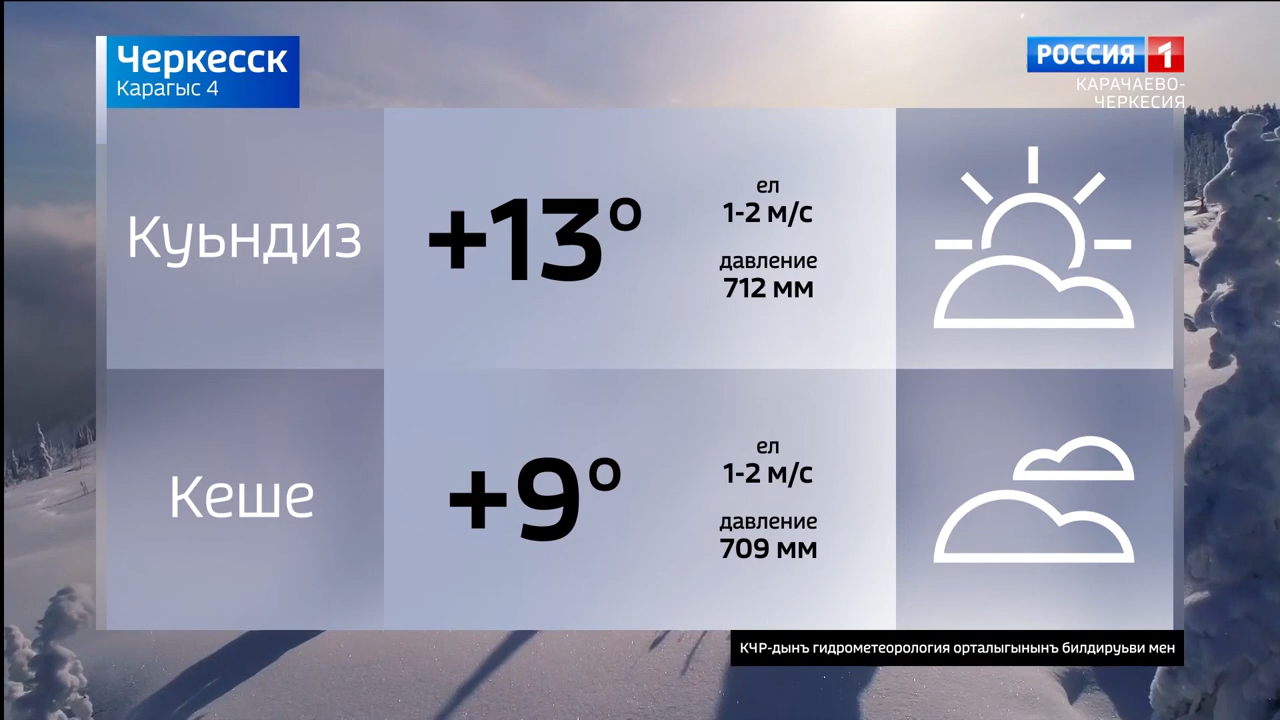 Черкесск
Карагыс 4
РОССИЯ 1
КАРАЧАЕВО-
ЧЕРКЕСИЯ
Куьндиз
+13°
ел
1-2 м/с
давление
712 мм
Кеше
+9°
ел
1-2 м/с
давление
709 мм
КЧР-дынъ гидрометеорология орталыгынынъ билдируьви мен